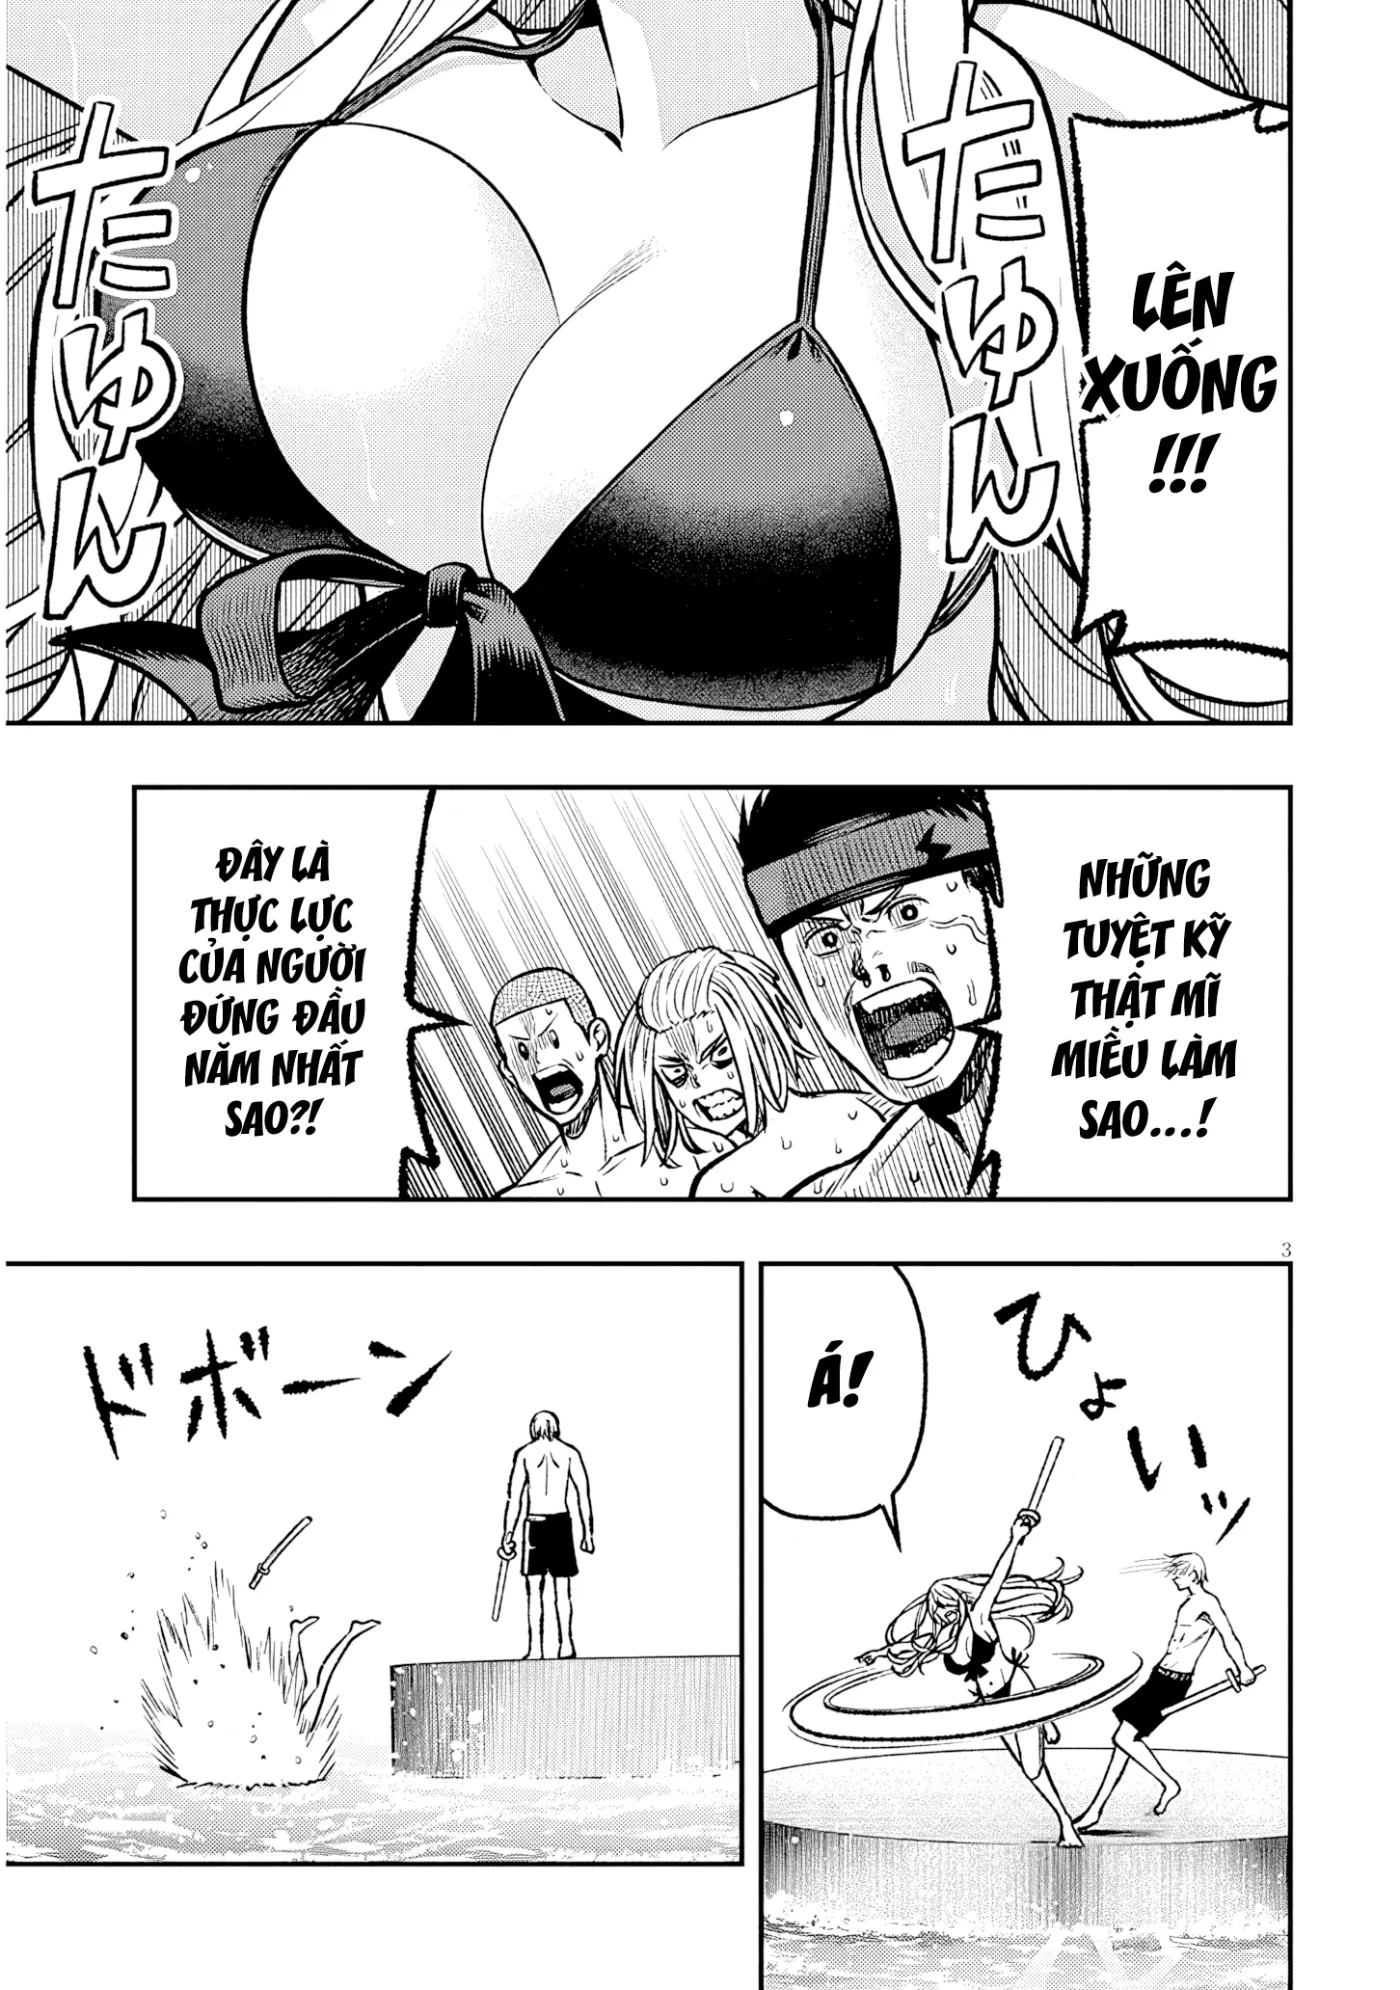 LÊN
XUỐNG
!!!
たゆん
たゆん
NHỮNG
TUYỆT KỸ
THẬT MĨ
MIỀU LÀM
SAO...!
ĐÂY LÀ
THỰC LỰC
CỦA NGƯỜI
ĐỨNG ĐẦU
NĂM NHẤT
SAO?!
3
ひょいッ
Á!
ドボーン